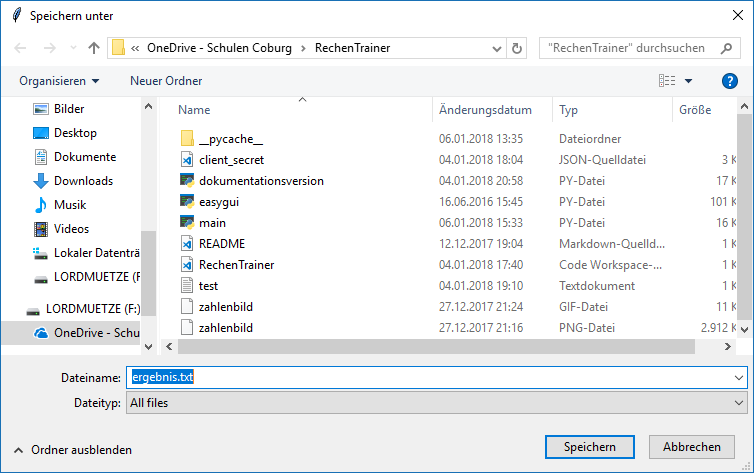 Speichern unter
« OneDrive - Schulen Coburg > RechenTrainer
"RechenTrainer" durchsuchen
Organisieren
Neuer Ordner
?
Name Änderungsdatum Typ Größe
__pycache__ 06.01.2018 13:35 Dateiordner
client_secret 04.01.2018 18:04 JSON-Quelldatei 3 K
dokumentationsversion 04.01.2018 20:58 PY-Datei 17 K
easygui 16.06.2016 15:45 PY-Datei 101 K
main 06.01.2018 15:33 PY-Datei 16 K
README 12.12.2017 19:04 Markdown-Quelld... 1 K
RechenTrainer 04.01.2018 17:40 Code Workspace-... 1 K
test 04.01.2018 19:10 Textdokument 1 K
zahlenbild 27.12.2017 21:24 GIF-Datei 11 K
zahlenbild 27.12.2017 21:16 PNG-Datei 2.912 K
Bilder
Desktop
Dokumente
Downloads
Musik
Videos
Lokaler Datenträ
LORDMUETZE (F
LORDMUETZE (F:)
OneDrive - Schu
Dateiname: ergebnis.txt
Dateityp: All files
Ordner ausblenden
Speichern
Abbrechen